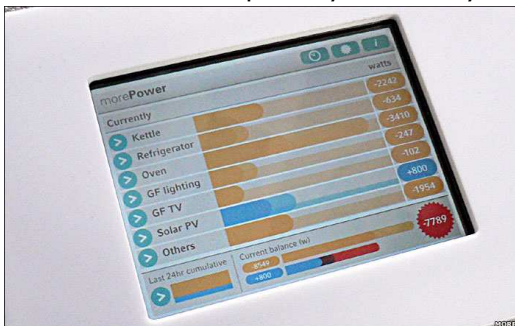 morePower
i
Currently watts
Kettle -2242
Refrigerator -634
Oven -3410
GF lighting -247
GF TV -102
Solar PV +800
Others -1954
-7789
Last 24hr cumulative
Current balance (w)
+800
MORE